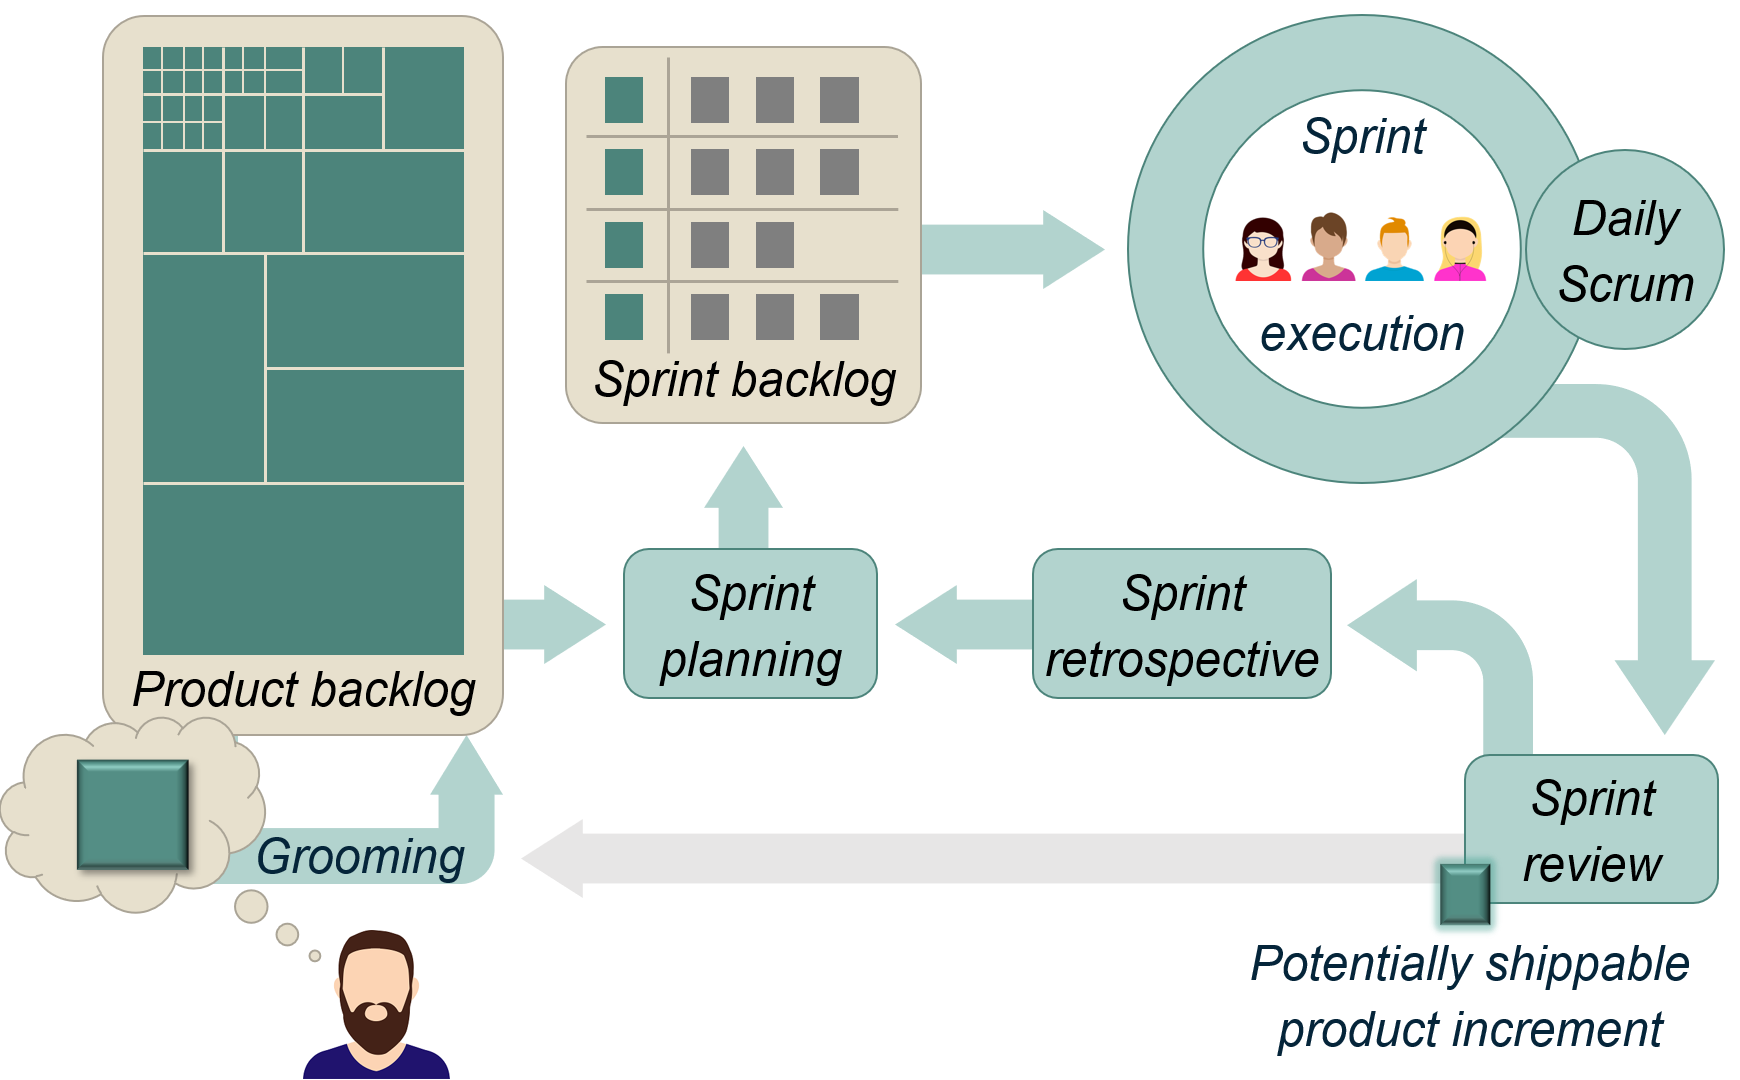 Sprint
execution
Daily
Scrum
Sprint backlog
Product backlog
Sprint
planning
Sprint
retrospective
Sprint
review
Grooming
Potentially shippable
product increment